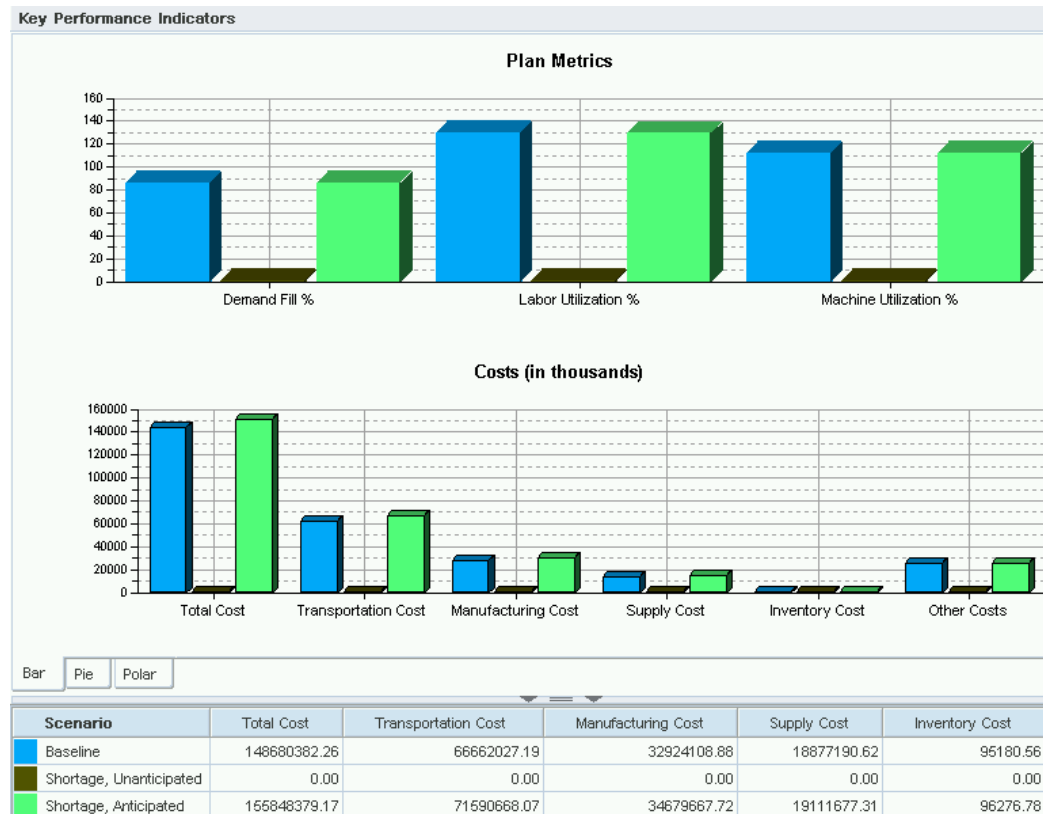 Key Performance Indicators
Plan Metrics
160
140
120
100
80
60
40
20
0
Demand Fill % Labor Utilization % Machine Utilization %
Costs (in thousands)
160000
140000
120000
100000
80000
60000
40000
20000
0
Total Cost Transportation Cost Manufacturing Cost Supply Cost Inventory Cost Other Costs
Bar Pie Polar
Scenario Total Cost Transportation Cost Manufacturing Cost Supply Cost Inventory Cost
Baseline 148680382.26 66662027.19 32924108.88 18877190.62 95180.56
Shortage, Unanticipated 0.00 0.00 0.00 0.00 0.00
Shortage, Anticipated 155848379.17 71590668.07 34679667.72 19111677.31 96276.78